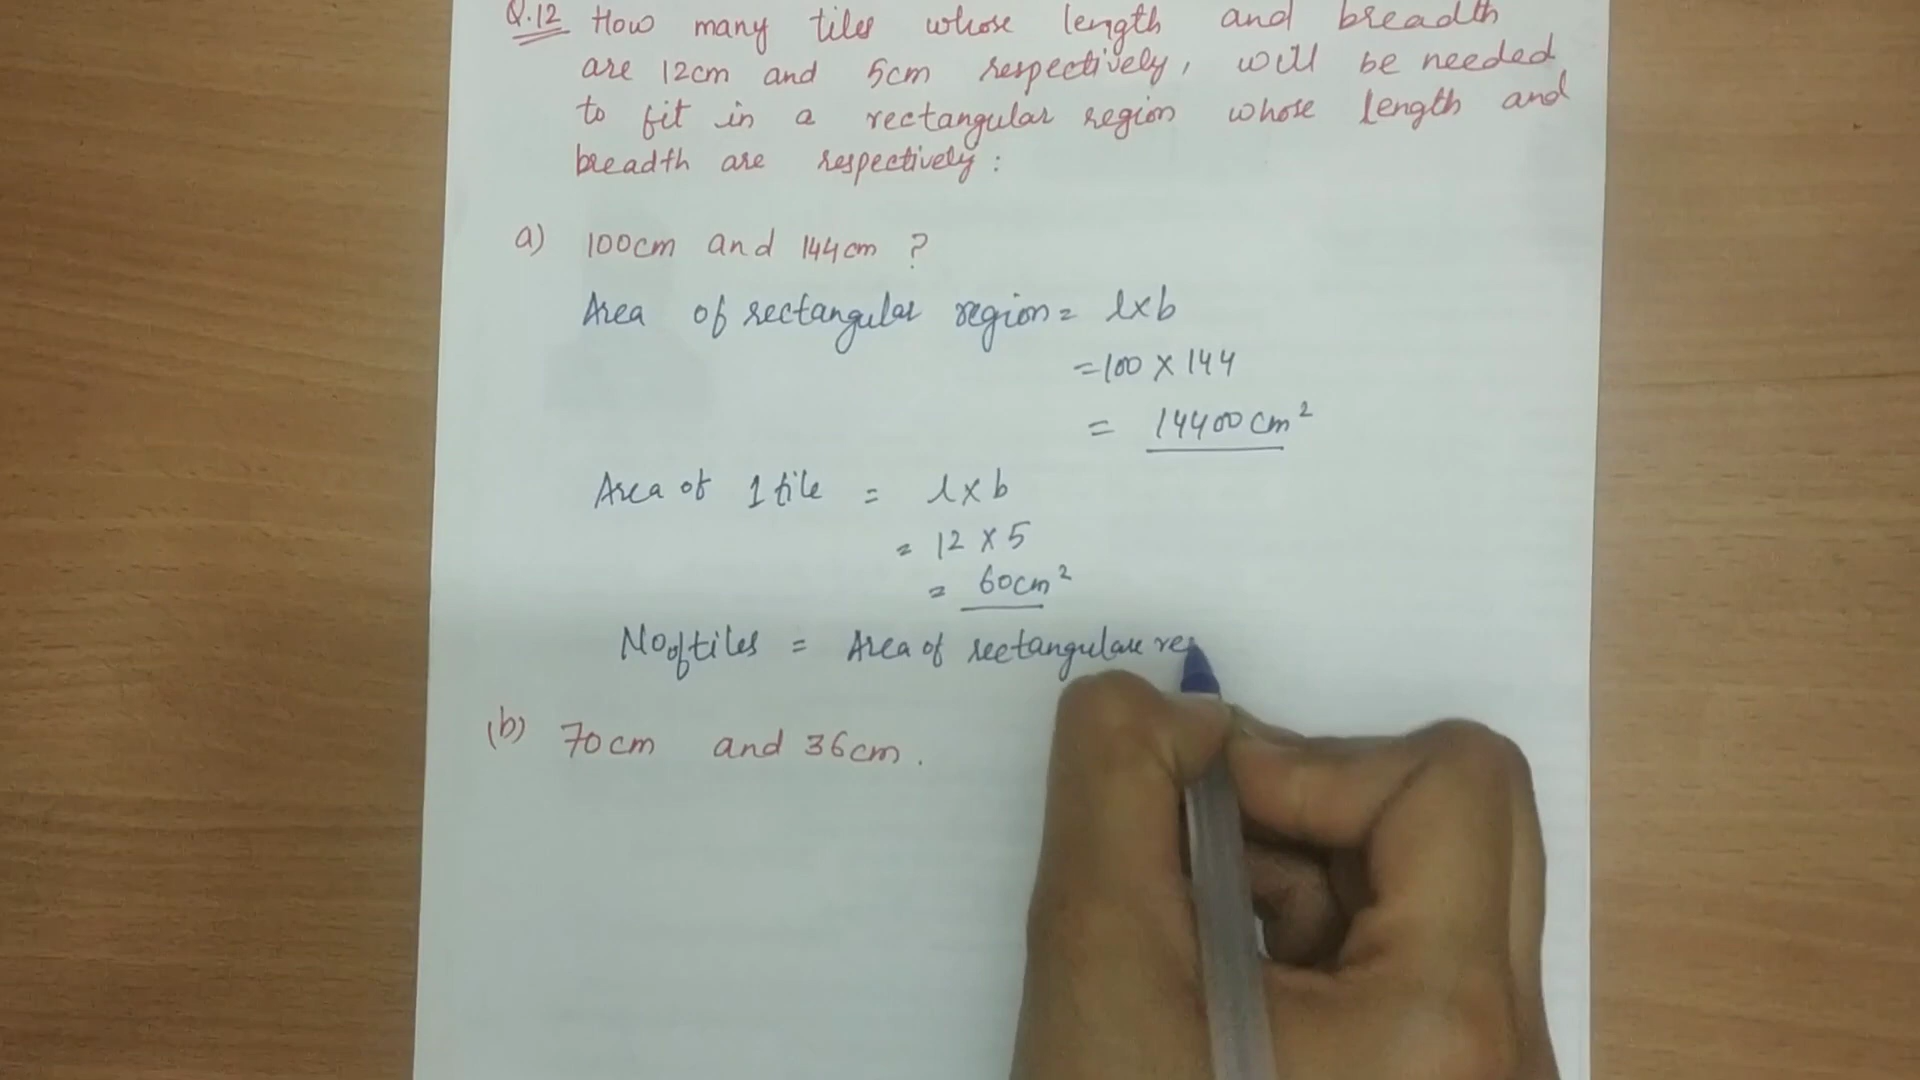 Q.12 How many tiles whose length and breadth
are 12cm and 5cm respectively, will be needed
to fit in a rectangular region whose length and
breadth are respectively :
a) 100cm and 144cm ?
Area of rectangular region = l×b
= 100 × 144
= 14400 cm²
Area of 1 tile = l×b
= 12 × 5
= 60cm²
No of tiles = Area of rectangular re
(b) 70cm and 36cm.